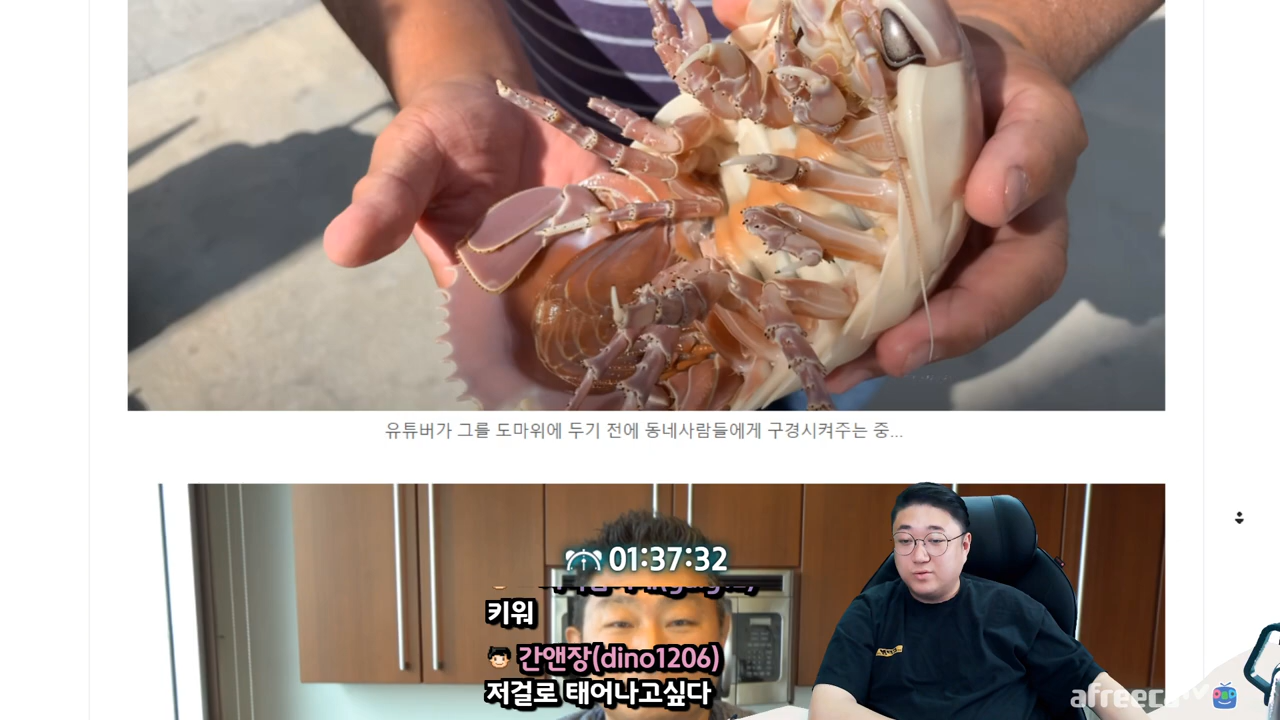 유튜버가 그를 도마위에 두기 전에 동네사람들에게 구경시켜주는 중...
01:37:32
키워
간앤장(dino1206)
저걸로 태어나고싶다
afreecaTV